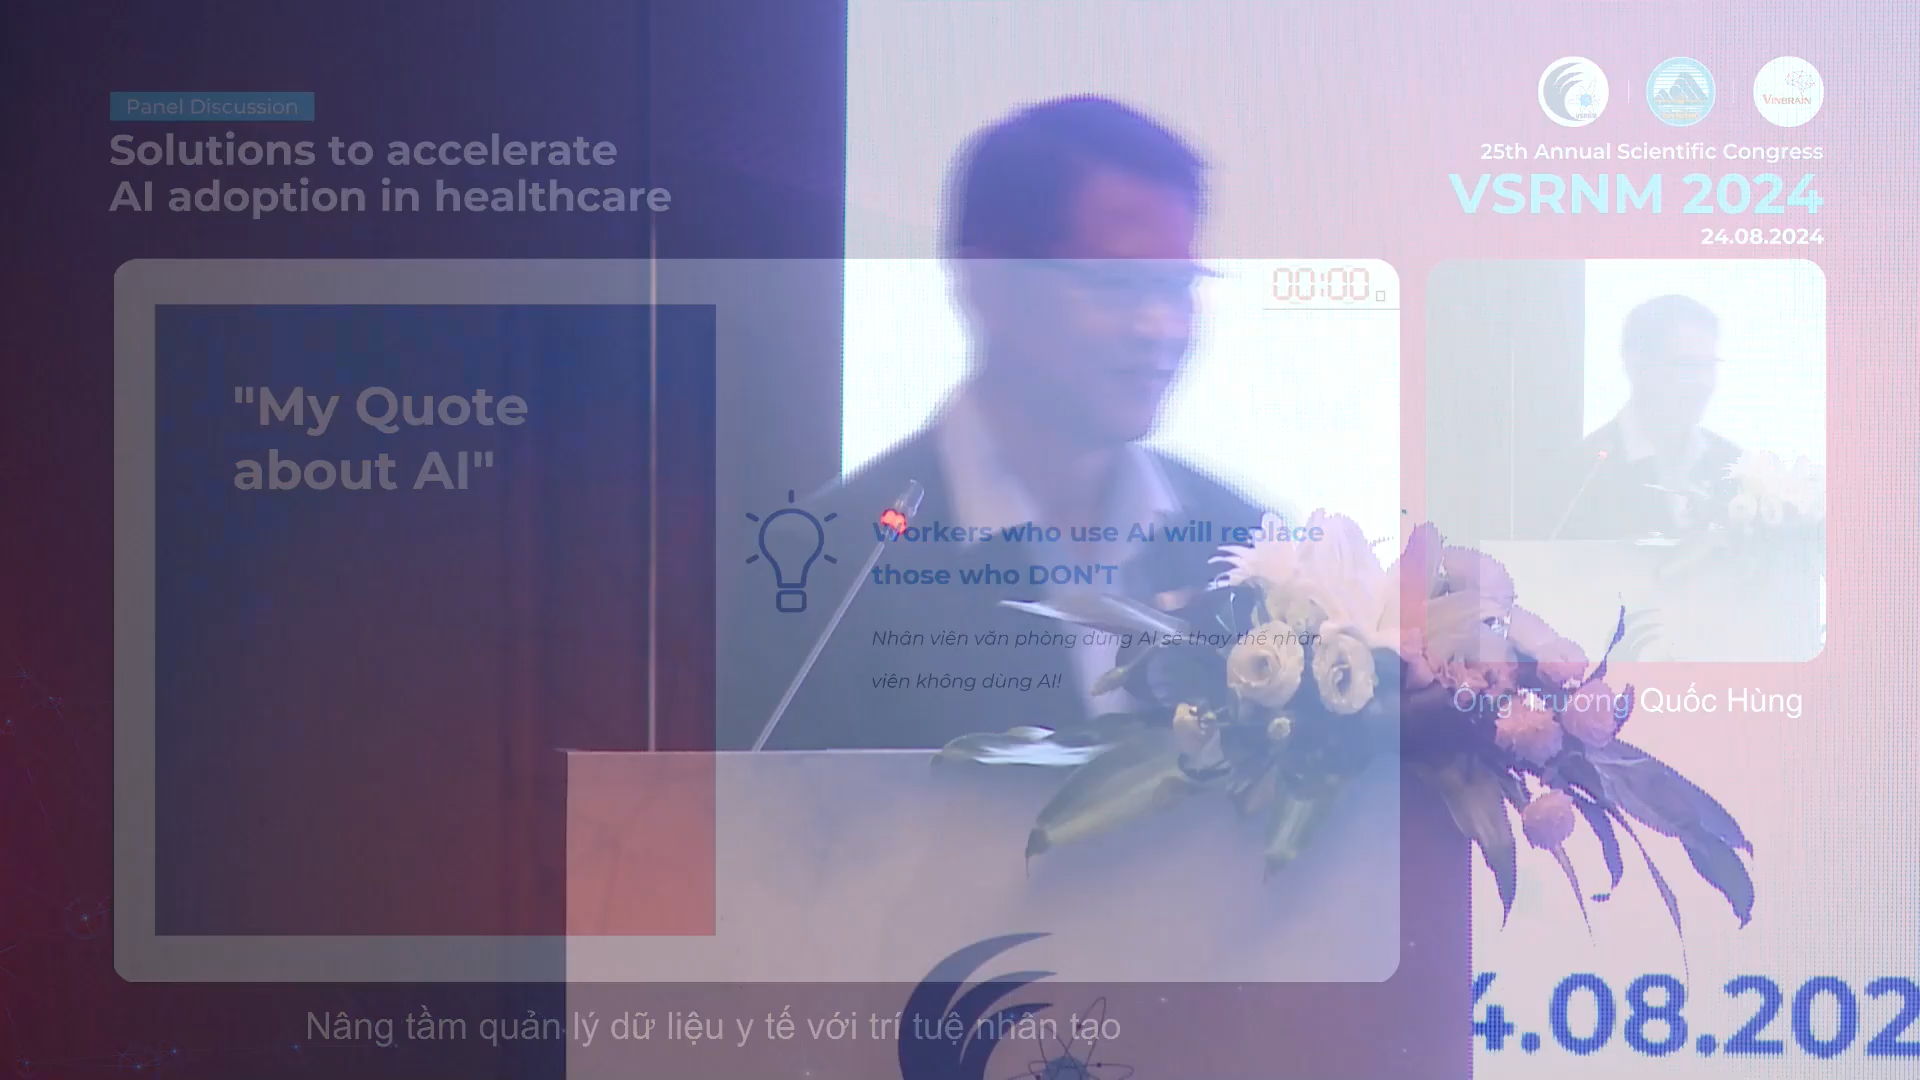 Panel Discussion
Solutions to accelerate
AI adoption in healthcare
VSRNM
VINBRAIN
25th Annual Scientific Congress
VSRNM 2024
24.08.2024
00:00
"My Quote
about AI"
Workers who use AI will replace
those who DON'T
Nhân viên văn phòng dùng AI sẽ thay thế nhân
viên không dùng AI!
Ông Trương Quốc Hùng
Nâng tầm quản lý dữ liệu y tế với trí tuệ nhân tạo
4.08.202